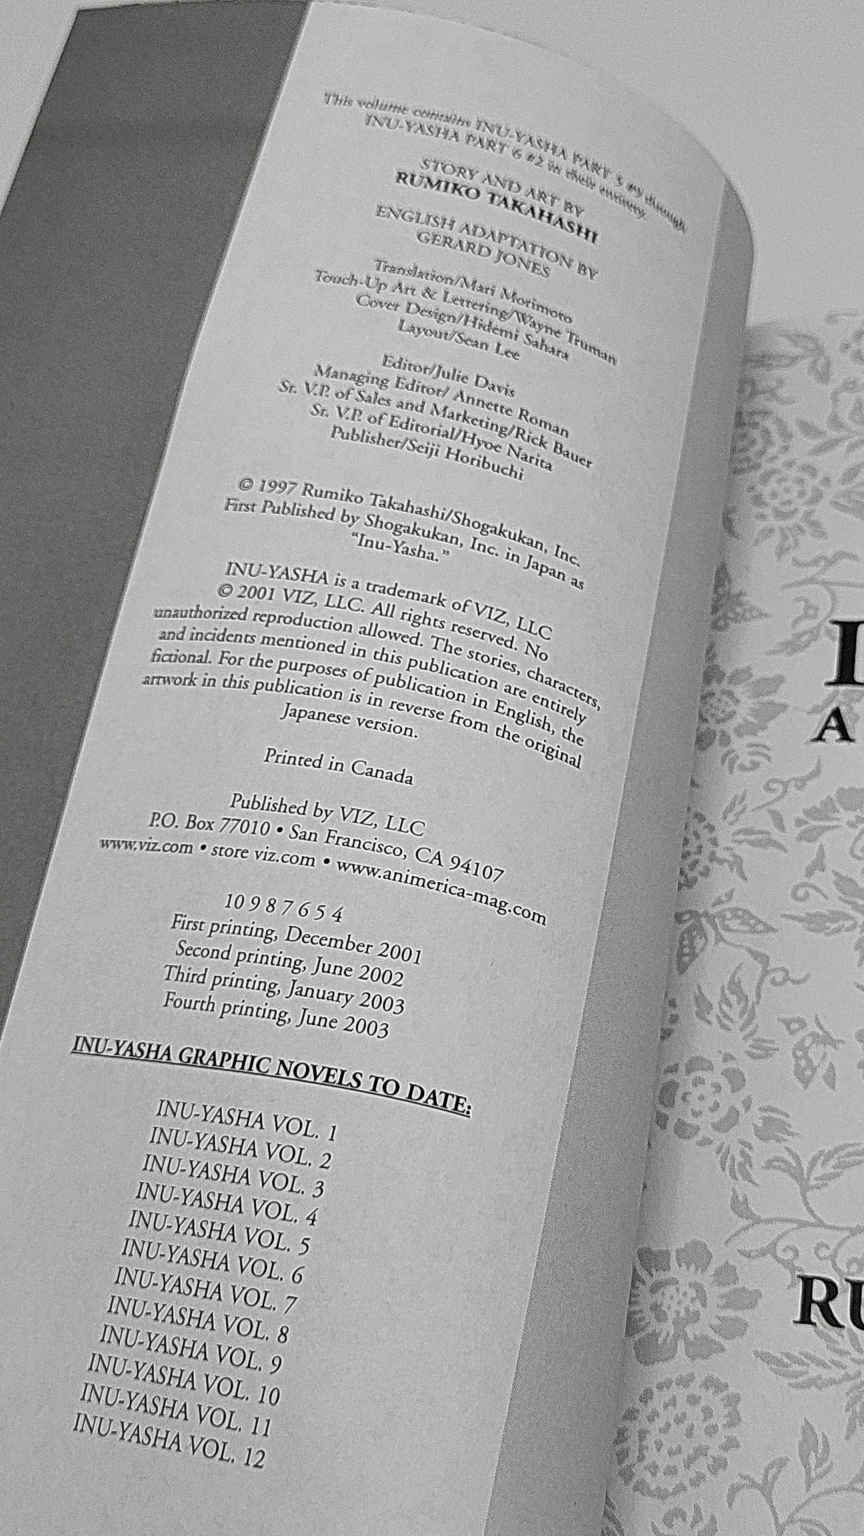 This volume contains INU-YASHA PART 5 #9 through
INU-YASHA PART 6 #2 in their entirety.
STORY AND ART BY
RUMIKO TAKAHASHI
ENGLISH ADAPTATION BY
GERARD JONES
Translation/Mari Morimoto
Touch-Up Art & Lettering/Wayne Truman
Cover Design/Hidemi Sahara
Layout/Sean Lee
Editor/Julie Davis
Managing Editor/ Annette Roman
Sr. V.P. of Sales and Marketing/Rick Bauer
Sr. V.P. of Editorial/Hyoe Narita
Publisher/Seiji Horibuchi
© 1997 Rumiko Takahashi/Shogakukan, Inc.
First Published by Shogakukan, Inc. in Japan as
"Inu-Yasha."
INU-YASHA is a trademark of VIZ, LLC
© 2001 VIZ, LLC. All rights reserved. No
unauthorized reproduction allowed. The stories, characters,
and incidents mentioned in this publication are entirely
fictional. For the purposes of publication in English, the
artwork in this publication is in reverse from the original
Japanese version.
Printed in Canada
Published by VIZ, LLC
P.O. Box 77010 • San Francisco, CA 94107
www.viz.com • store viz.com • www.animerica-mag.com
10 9 8 7 6 5 4
First printing, December 2001
Second printing, June 2002
Third printing, January 2003
Fourth printing, June 2003
INU-YASHA GRAPHIC NOVELS TO DATE:
INU-YASHA VOL. 1
INU-YASHA VOL. 2
INU-YASHA VOL. 3
INU-YASHA VOL. 4
INU-YASHA VOL. 5
INU-YASHA VOL. 6
INU-YASHA VOL. 7
INU-YASHA VOL. 8
INU-YASHA VOL. 9
INU-YASHA VOL. 10
INU-YASHA VOL. 11
INU-YASHA VOL. 12
A
RU